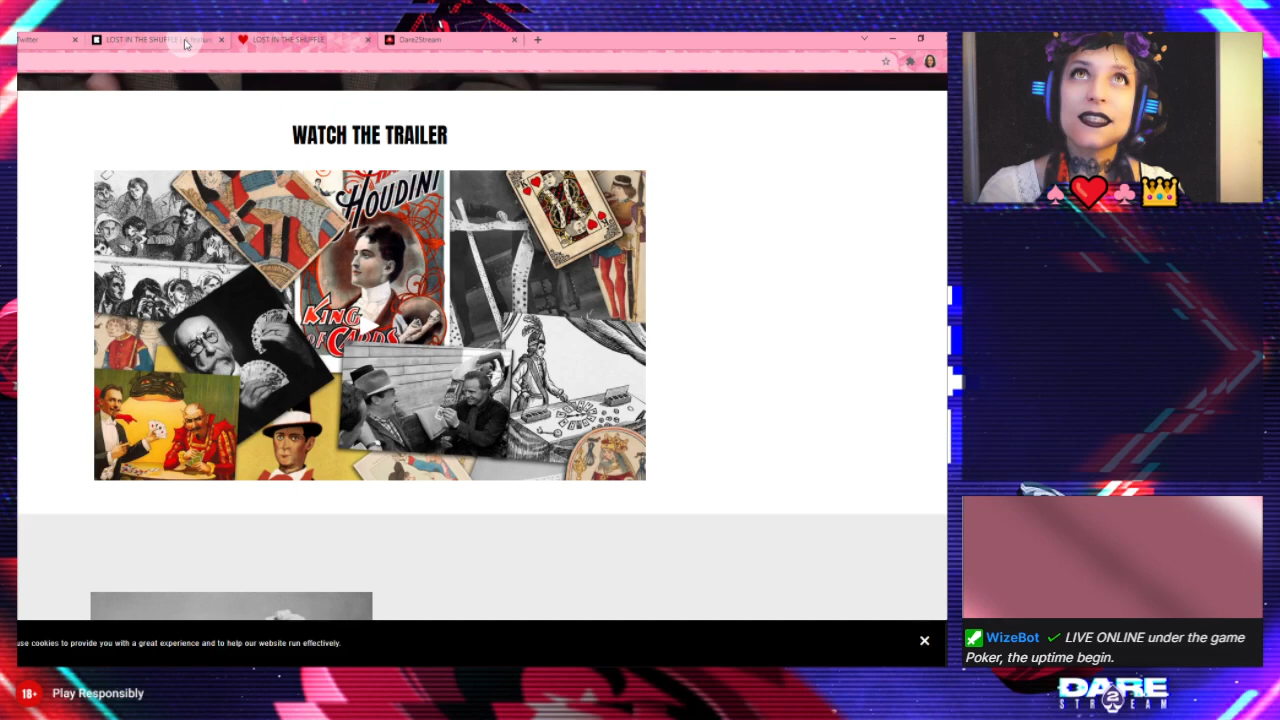 Twitter
LOST IN THE SHUFFLE
LOST IN THE SHUFFLE
Dare2Stream
WATCH THE TRAILER
HOUDINI
KING
OF CARDS
use cookies to provide you with a great experience and to help our website run effectively.
WizeBot ✓ LIVE ONLINE under the game
Poker, the uptime begin.
18+ Play Responsibly
DARE
2
STREAM